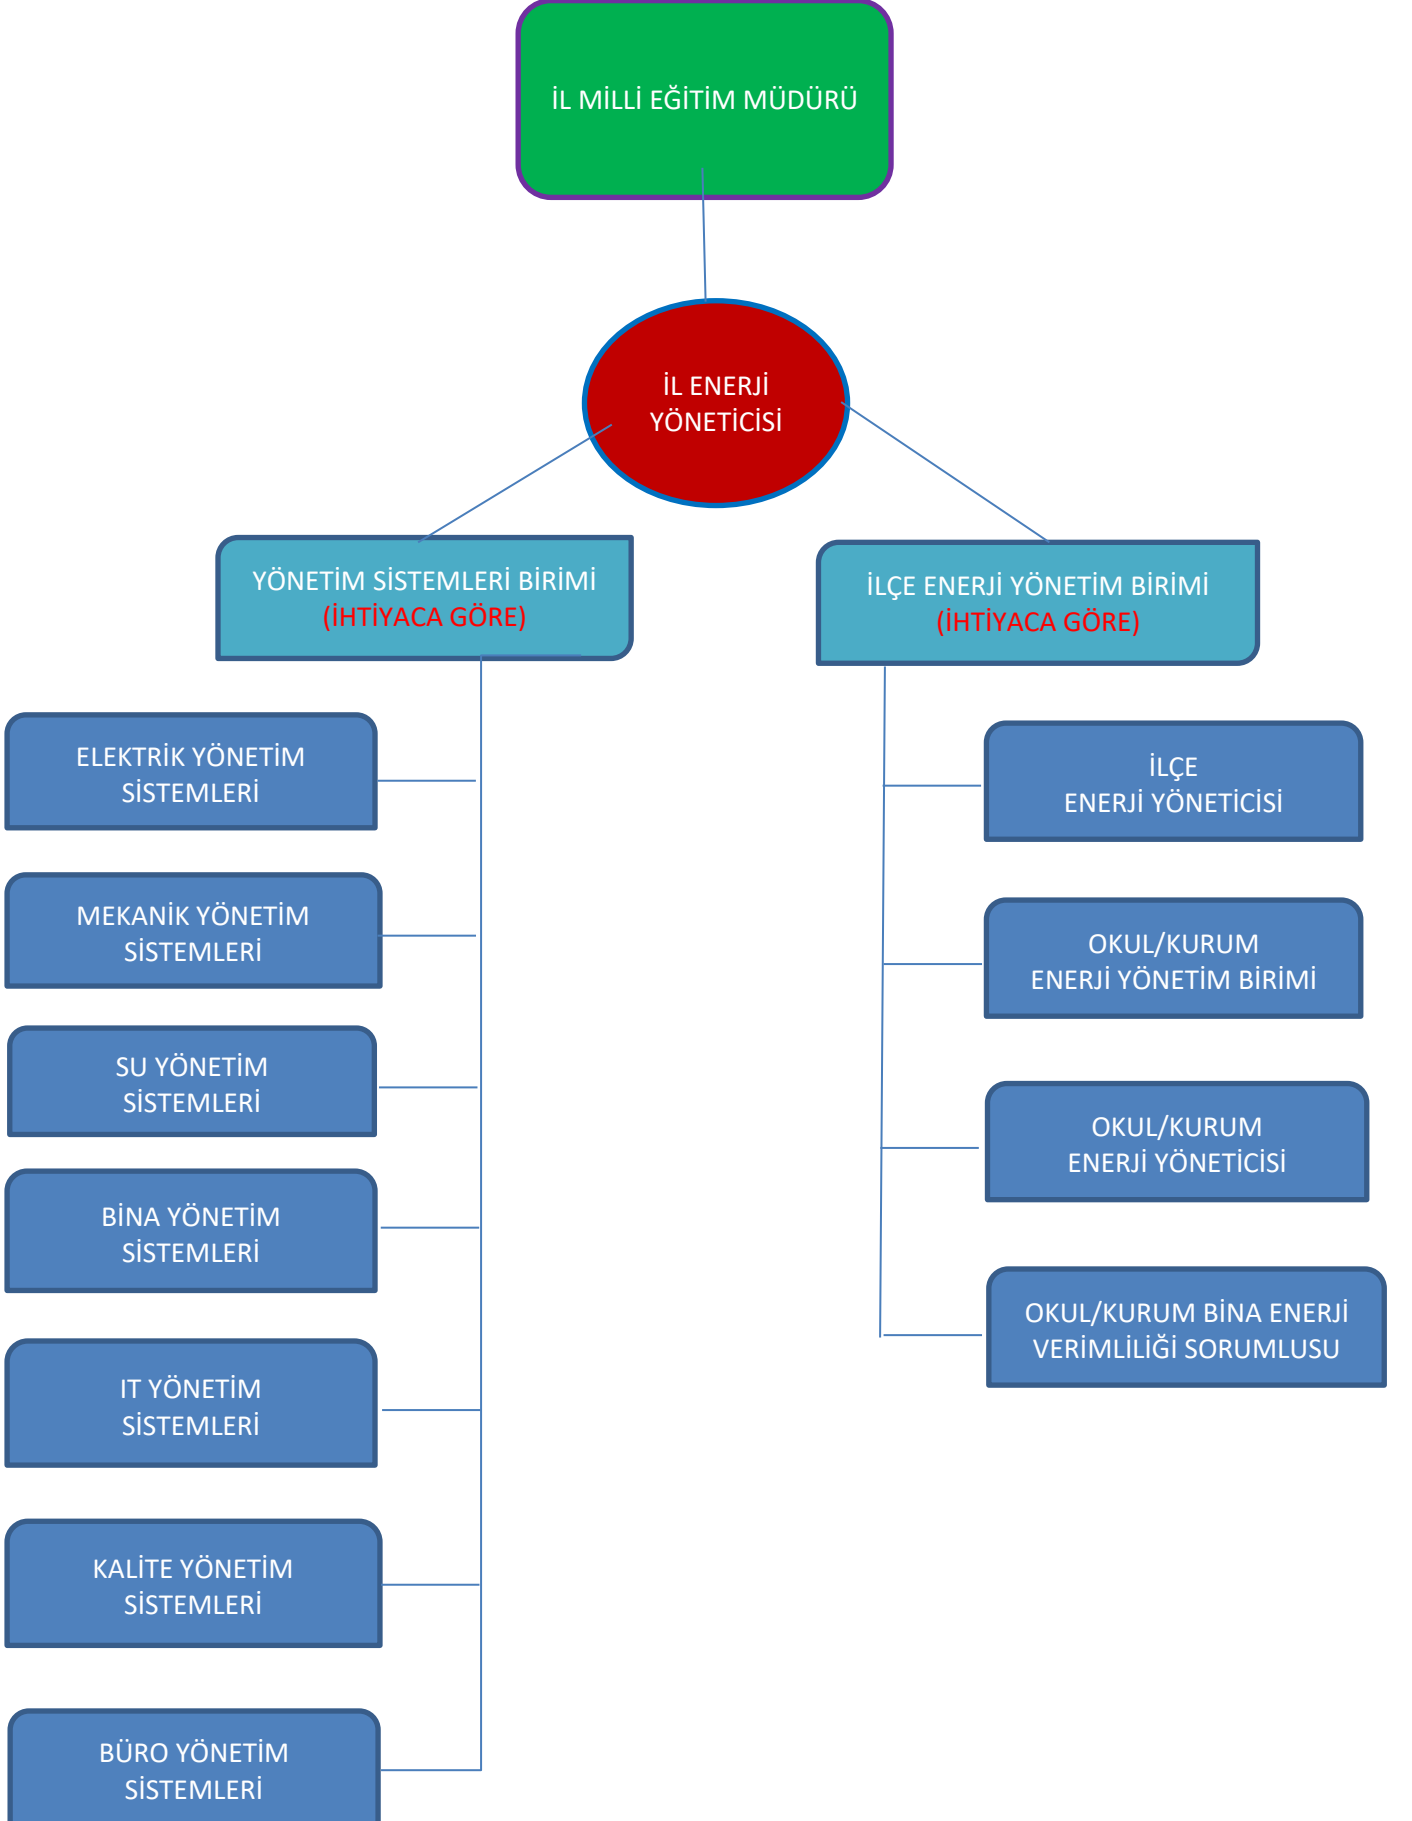 İL MİLLİ EĞİTİM MÜDÜRÜ
İL ENERJİ
YÖNETİCİSİ
YÖNETİM SİSTEMLERİ BİRİMİ
(İHTİYACA GÖRE)
ELEKTRİK YÖNETİM
SİSTEMLERİ
MEKANİK YÖNETİM
SİSTEMLERİ
SU YÖNETİM
SİSTEMLERİ
BİNA YÖNETİM
SİSTEMLERİ
IT YÖNETİM
SİSTEMLERİ
KALİTE YÖNETİM
SİSTEMLERİ
BÜRO YÖNETİM
SİSTEMLERİ
İLÇE ENERJİ YÖNETİM BİRİMİ
(İHTİYACA GÖRE)
İLÇE
ENERJİ YÖNETİCİSİ
OKUL/KURUM
ENERJİ YÖNETİM BİRİMİ
OKUL/KURUM
ENERJİ YÖNETİCİSİ
OKUL/KURUM BİNA ENERJİ
VERİMLİLİĞİ SORUMLUSU